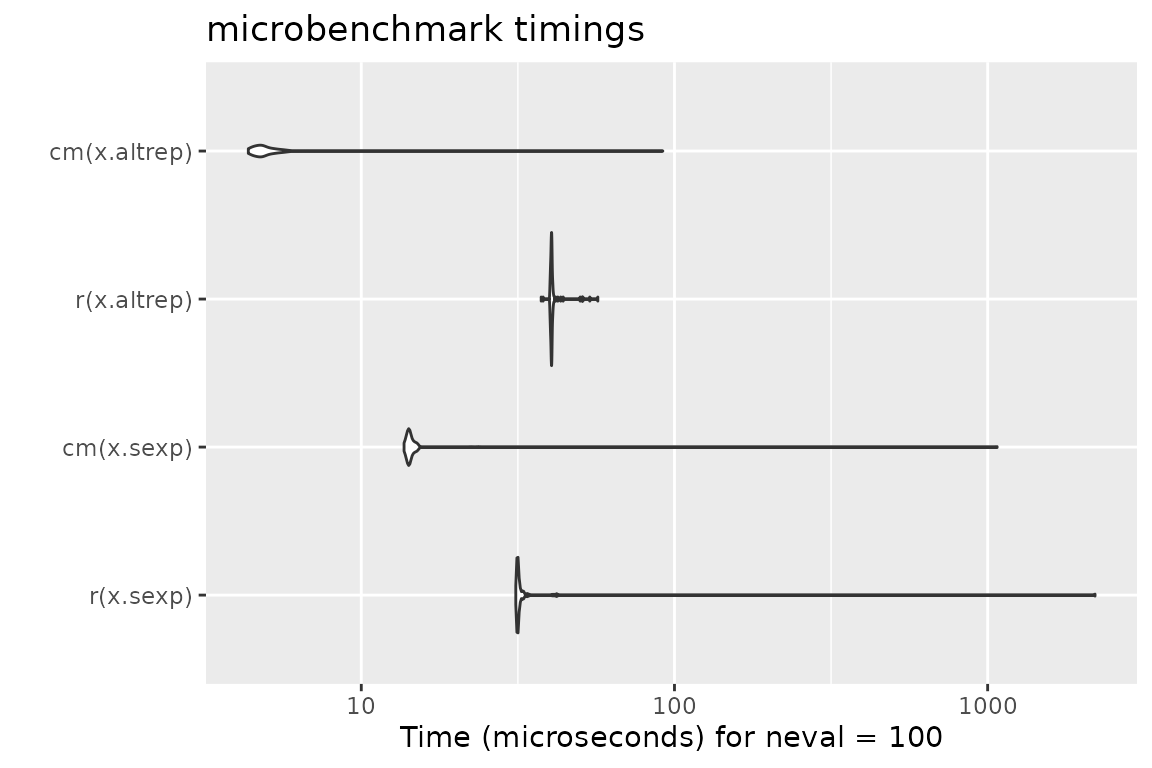 microbenchmark timings
cm(x.altrep)
r(x.altrep)
cm(x.sexp)
r(x.sexp)
10 100 1000
Time (microseconds) for neval = 100